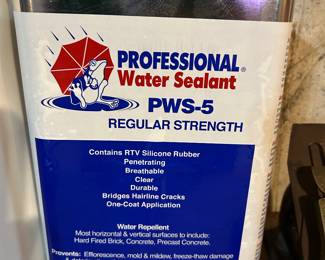 PROFESSIONAL®
Water Sealant
PWS-5
REGULAR STRENGTH
Contains RTV Silicone Rubber
Penetrating
Breathable
Clear
Durable
Bridges Hairline Cracks
One-Coat Application
Water Repellent
Most horizontal & vertical surfaces to include:
Hard Fired Brick, Concrete, Precast Concrete.
Prevents: Efflorescence, mold & mildew, freeze-thaw damage